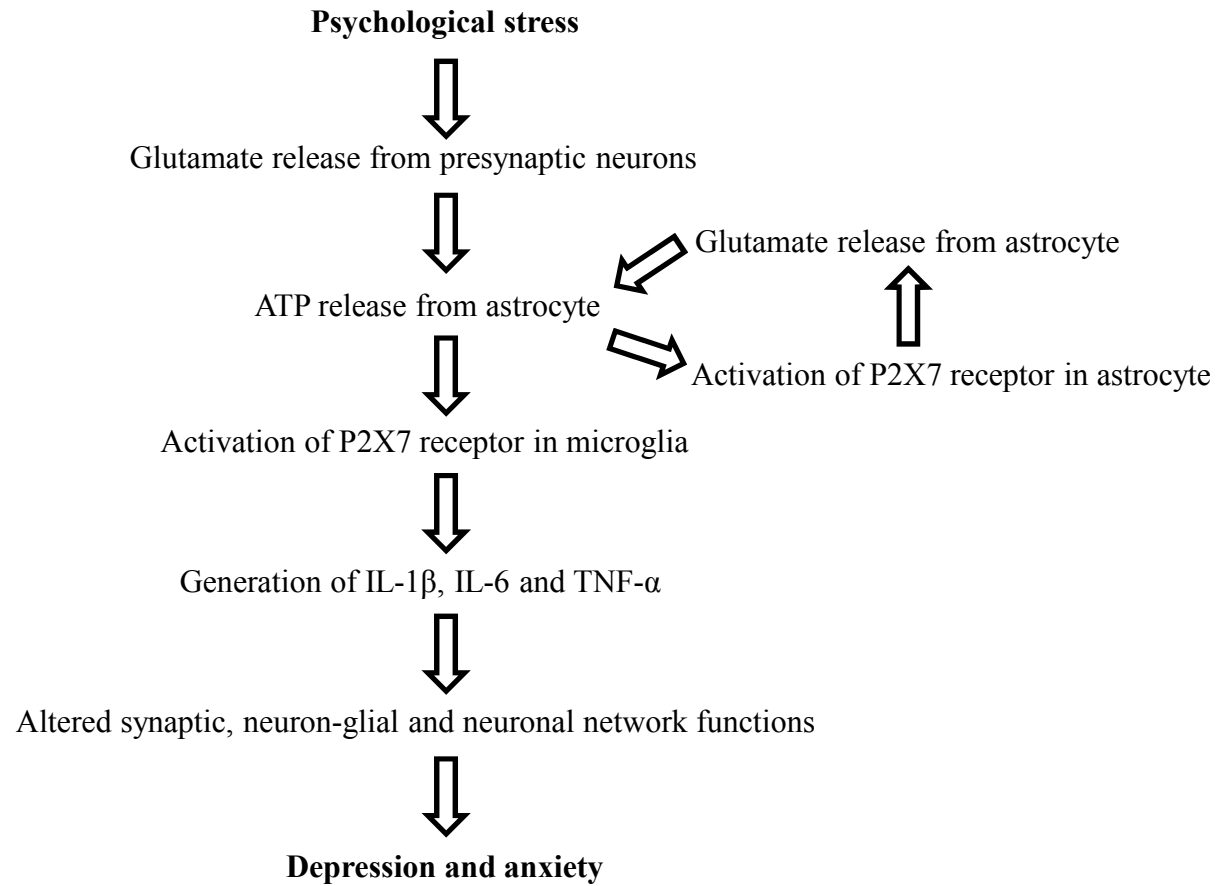 Psychological stress
Glutamate release from presynaptic neurons
Glutamate release from astrocyte
ATP release from astrocyte
Activation of P2X7 receptor in astrocyte
Activation of P2X7 receptor in microglia
Generation of IL-1β, IL-6 and TNF-α
Altered synaptic, neuron-glial and neuronal network functions
Depression and anxiety